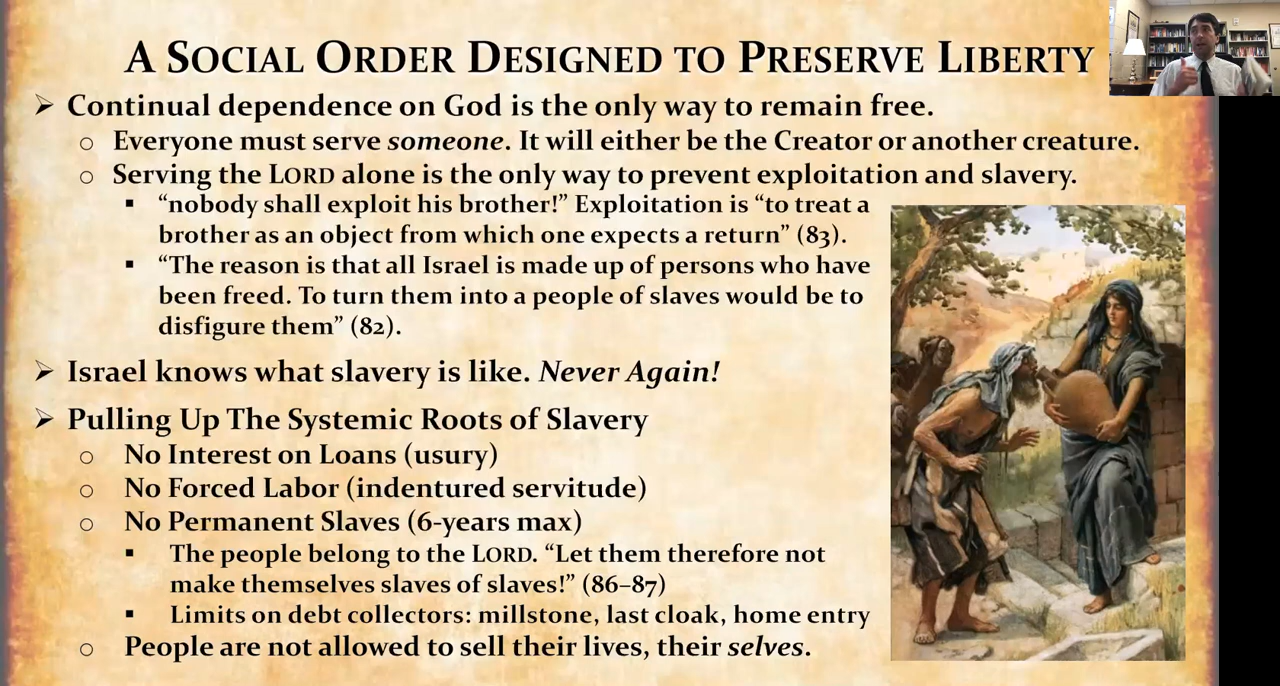 A SOCIAL ORDER DESIGNED TO PRESERVE LIBERTY
➢ Continual dependence on God is the only way to remain free.
o Everyone must serve someone. It will either be the Creator or another creature.
o Serving the LORD alone is the only way to prevent exploitation and slavery.
▪ “nobody shall exploit his brother!” Exploitation is “to treat a
brother as an object from which one expects a return” (83).
▪ “The reason is that all Israel is made up of persons who have
been freed. To turn them into a people of slaves would be to
disfigure them” (82).
➢ Israel knows what slavery is like. Never Again!
➢ Pulling Up The Systemic Roots of Slavery
o No Interest on Loans (usury)
o No Forced Labor (indentured servitude)
o No Permanent Slaves (6-years max)
▪ The people belong to the LORD. “Let them therefore not
make themselves slaves of slaves!” (86–87)
▪ Limits on debt collectors: millstone, last cloak, home entry
o People are not allowed to sell their lives, their selves.